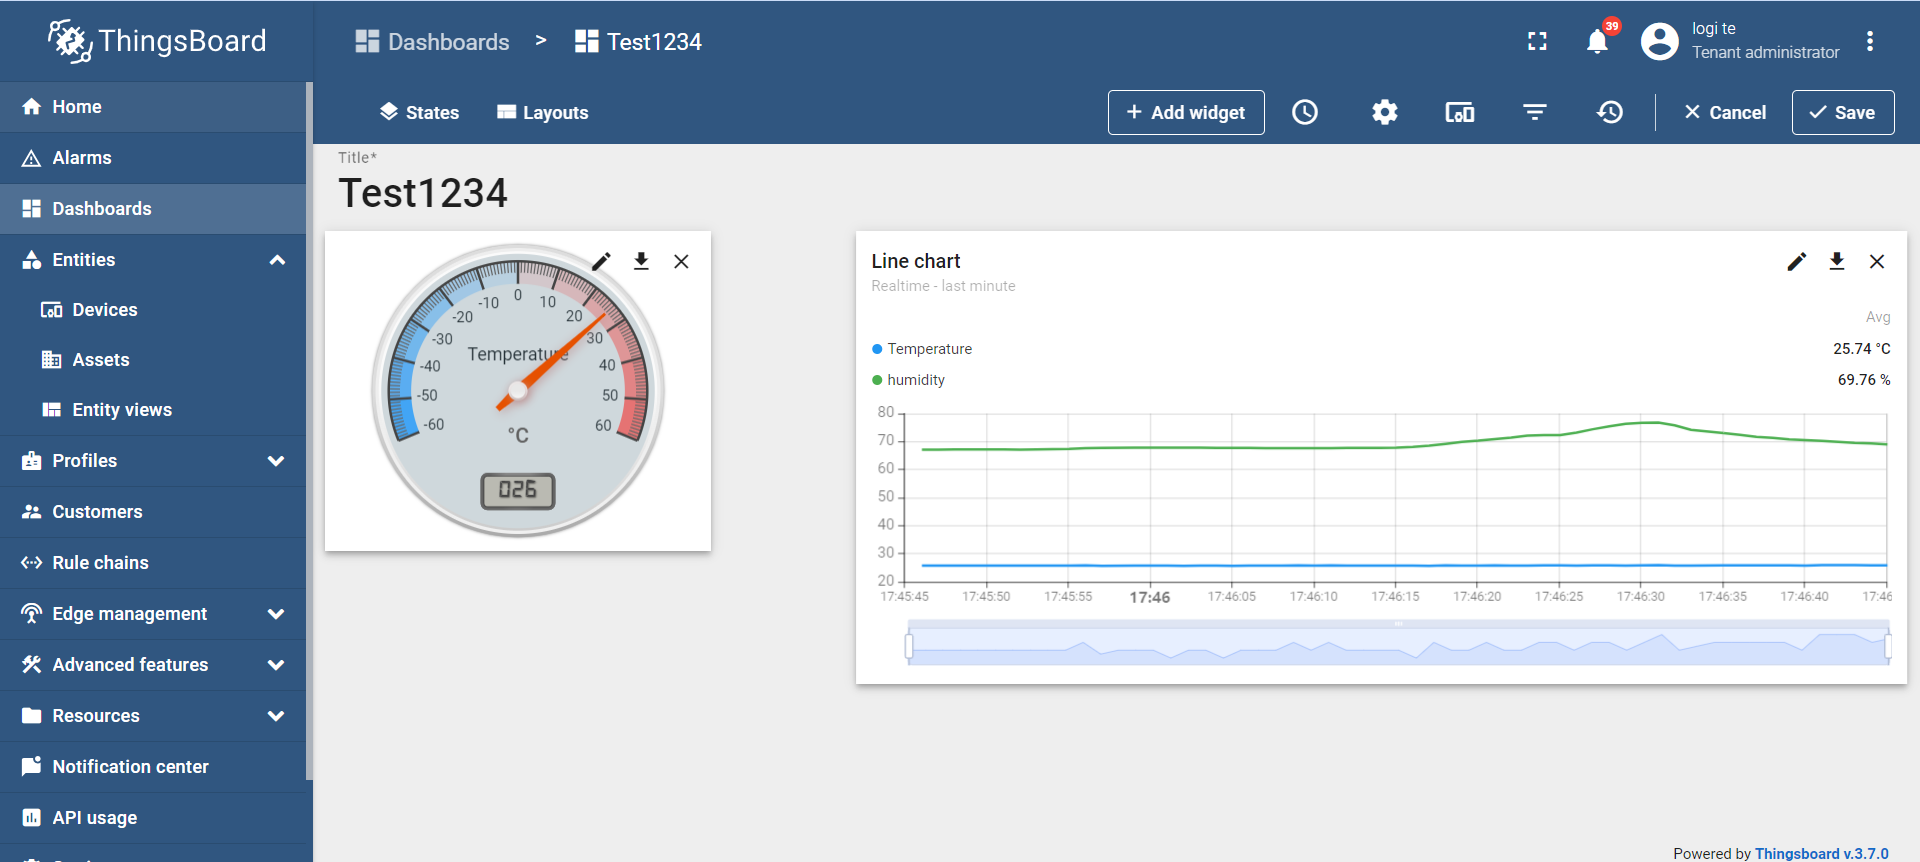 ThingsBoard
Home
Alarms
Dashboards
Entities
Devices
Assets
Entity views
Profiles
Customers
Rule chains
Edge management
Advanced features
Resources
Notification center
API usage
Dashboards > Test1234
39
logi te
Tenant administrator
States Layouts
+ Add widget
Cancel
Save
Title*
Test1234
-60 -50 -40 -30 -20 -10 0 10 20 30 40 50 60
Temperature
°C
026
Line chart
Realtime - last minute
Avg
Temperature 25.74 °C
humidity 69.76 %
80
70
60
50
40
30
20
17:45:45 17:45:50 17:45:55 17:46 17:46:05 17:46:10 17:46:15 17:46:20 17:46:25 17:46:30 17:46:35 17:46:40 17:46
Powered by Thingsboard v.3.7.0